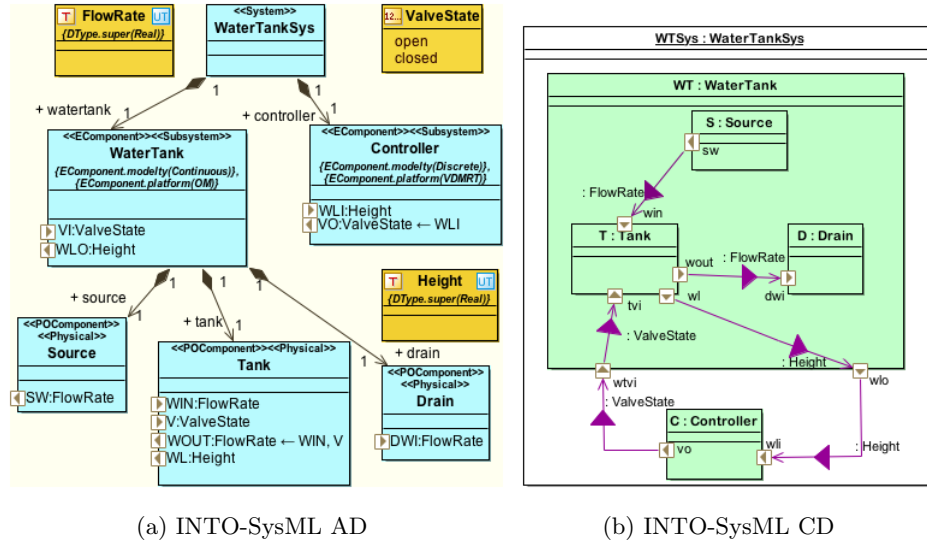 T FlowRate UT
{DType.super(Real)}
<<System>>
WaterTankSys
12... ValveState
open
closed
1 1
+ watertank
+ controller
1 1
<<EComponent>><<Subsystem>>
WaterTank
{EComponent.modelty(Continuous)},
{EComponent.platform(OM)}
VI:ValveState
WLO:Height
<<EComponent>><<Subsystem>>
Controller
{EComponent.modelty(Discrete)},
{EComponent.platform(VDMRT)}
WLI:Height
VO:ValveState ← WLI
1 1 1
+ source
+ tank
+ drain
1 1 1
T Height UT
{DType.super(Real)}
<<POComponent>>
<<Physical>>
Source
SW:FlowRate
<<POComponent>><<Physical>>
Tank
WIN:FlowRate
V:ValveState
WOUT:FlowRate ← WIN, V
WL:Height
<<POComponent>>
<<Physical>>
Drain
DWI:FlowRate
(a) INTO-SysML AD
WTSys : WaterTankSys
WT : WaterTank
S : Source
sw
: FlowRate
win
T : Tank
D : Drain
wout
: FlowRate
dwi
tvi
wl
: ValveState
: Height
wtvi
wlo
: ValveState
C : Controller
vo
wli
: Height
(b) INTO-SysML CD